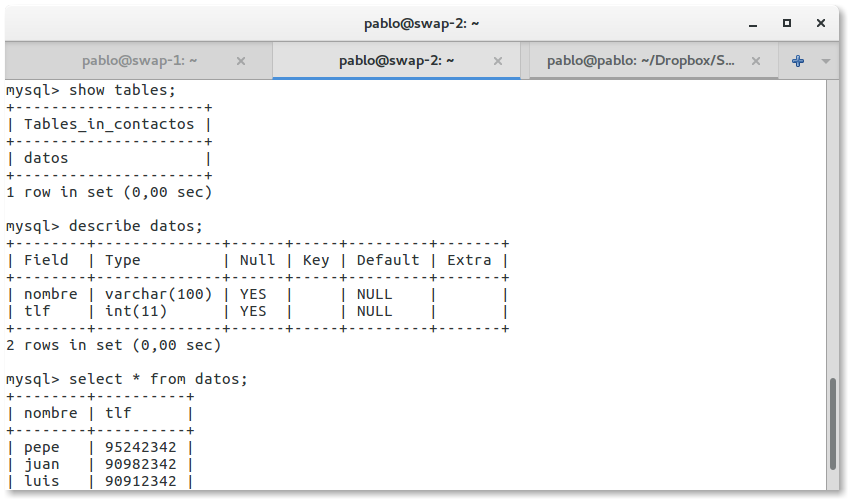 pablo@swap-2: ~
pablo@swap-1: ~
pablo@swap-2: ~
pablo@pablo: ~/Dropbox/S...
mysql> show tables;
+---------------------+
| Tables_in_contactos |
+---------------------+
| datos               |
+---------------------+
1 row in set (0,00 sec)
mysql> describe datos;
+--------+--------------+------+-----+---------+-------+
| Field  | Type         | Null | Key | Default | Extra |
+--------+--------------+------+-----+---------+-------+
| nombre | varchar(100) | YES  |     | NULL    |       |
| tlf    | int(11)      | YES  |     | NULL    |       |
+--------+--------------+------+-----+---------+-------+
2 rows in set (0,00 sec)
mysql> select * from datos;
+--------+----------+
| nombre | tlf      |
+--------+----------+
| pepe   | 95242342 |
| juan   | 90982342 |
| luis   | 90912342 |